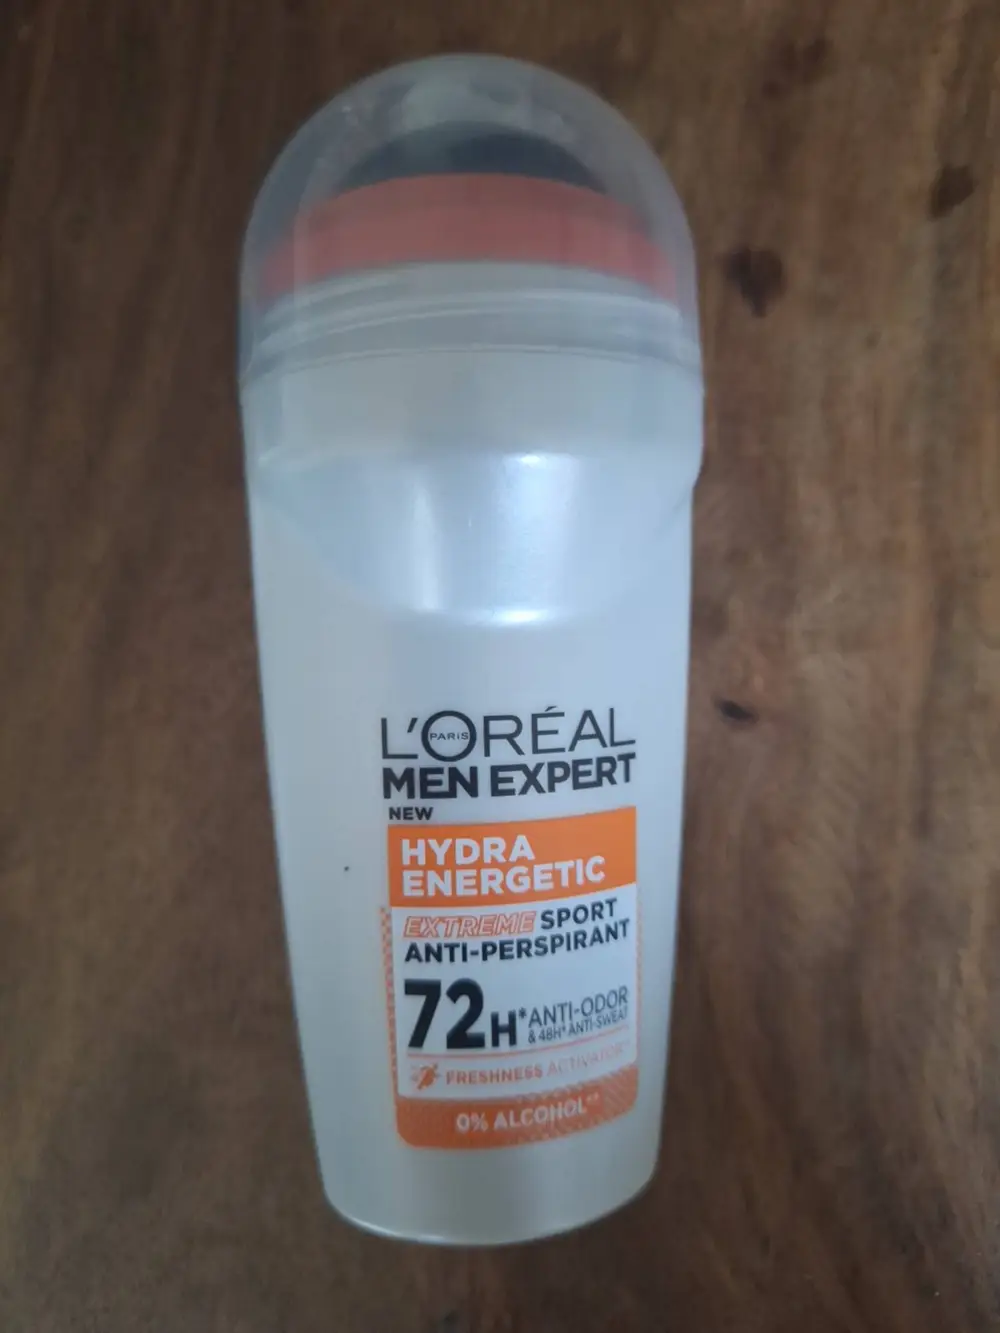 L'ORÉAL
PARIS
MEN EXPERT
NEW
HYDRA
ENERGETIC
EXTREME SPORT
ANTI-PERSPIRANT
72H* ANTI-ODOR
& 48H* ANTI-SWEAT
FRESHNESS ACTIVATOR
0% ALCOHOL**